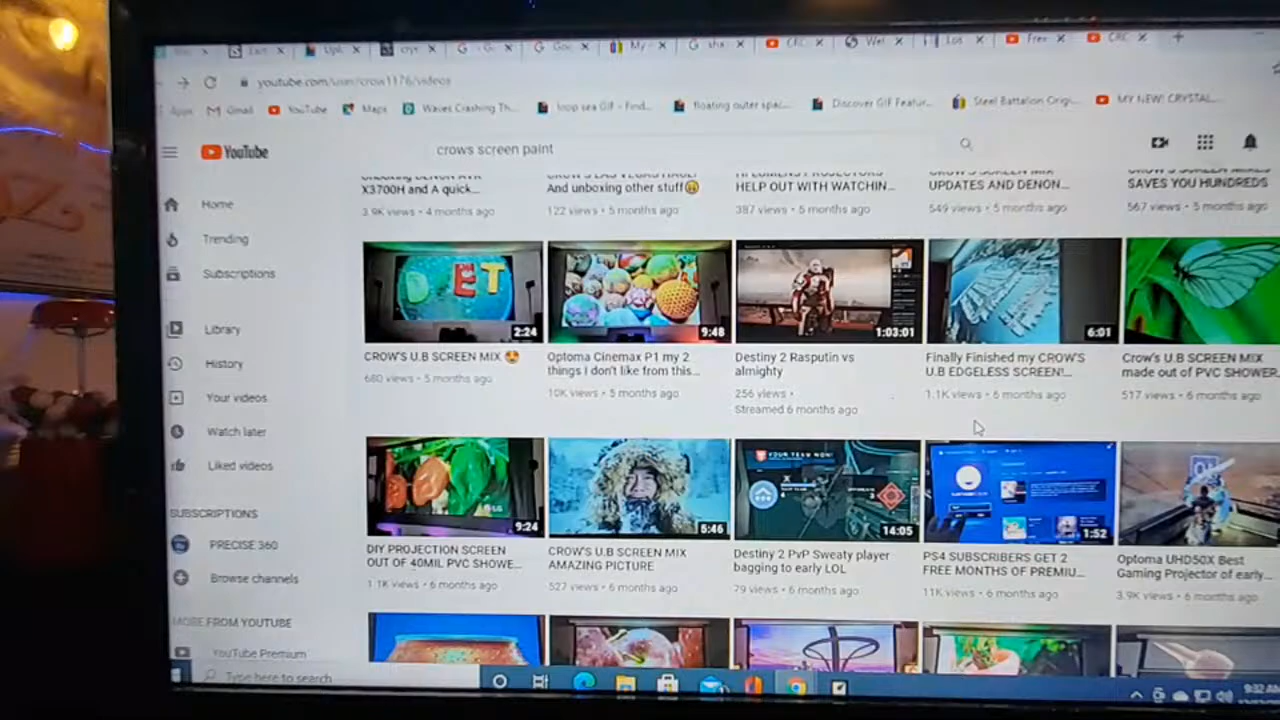 youtube.com/user/crow1176/videos
Apps Gmail YouTube Maps Waves Crashing Th... loop sea GIF - Find... floating outer spac... Discover GIF Featur... Steel Battalion Origi... MY NEW! CRYSTAL...
YouTube
crows screen paint
Home
Trending
Subscriptions
Library
History
Your videos
Watch later
Liked videos
SUBSCRIPTIONS
PRECISE 360
Browse channels
MORE FROM YOUTUBE
YouTube Premium
X3700H and A quick...
3.9K views • 4 months ago
And unboxing other stuff😩
122 views • 5 months ago
HELP OUT WITH WATCHIN...
387 views • 5 months ago
UPDATES AND DENON...
549 views • 5 months ago
SAVES YOU HUNDREDS
567 views • 5 months ago
ET
2:24
CROW'S U.B SCREEN MIX 😍
680 views • 5 months ago
9:48
Optoma Cinemax P1 my 2
things I don't like from this...
10K views • 5 months ago
1:03:01
Destiny 2 Rasputin vs
almighty
256 views •
Streamed 6 months ago
6:01
Finally Finished my CROW'S
U.B EDGELESS SCREEN!...
1.1K views • 6 months ago
Crow's U.B SCREEN MIX
made out of PVC SHOWER
517 views • 6 months ago
9:24
DIY PROJECTION SCREEN
OUT OF 40MIL PVC SHOWE...
1.1K views • 6 months ago
5:46
CROW'S U.B SCREEN MIX
AMAZING PICTURE
527 views • 6 months ago
YOUR TEAM NOW!
14:05
Destiny 2 PvP Sweaty player
bagging to early LOL
79 views • 6 months ago
1:52
PS4 SUBSCRIBERS GET 2
FREE MONTHS OF PREMIU...
11K views • 6 months ago
Optoma UHD50X Best
Gaming Projector of early...
3.9K views • 6 months ago
Type here to search
9:32 AM